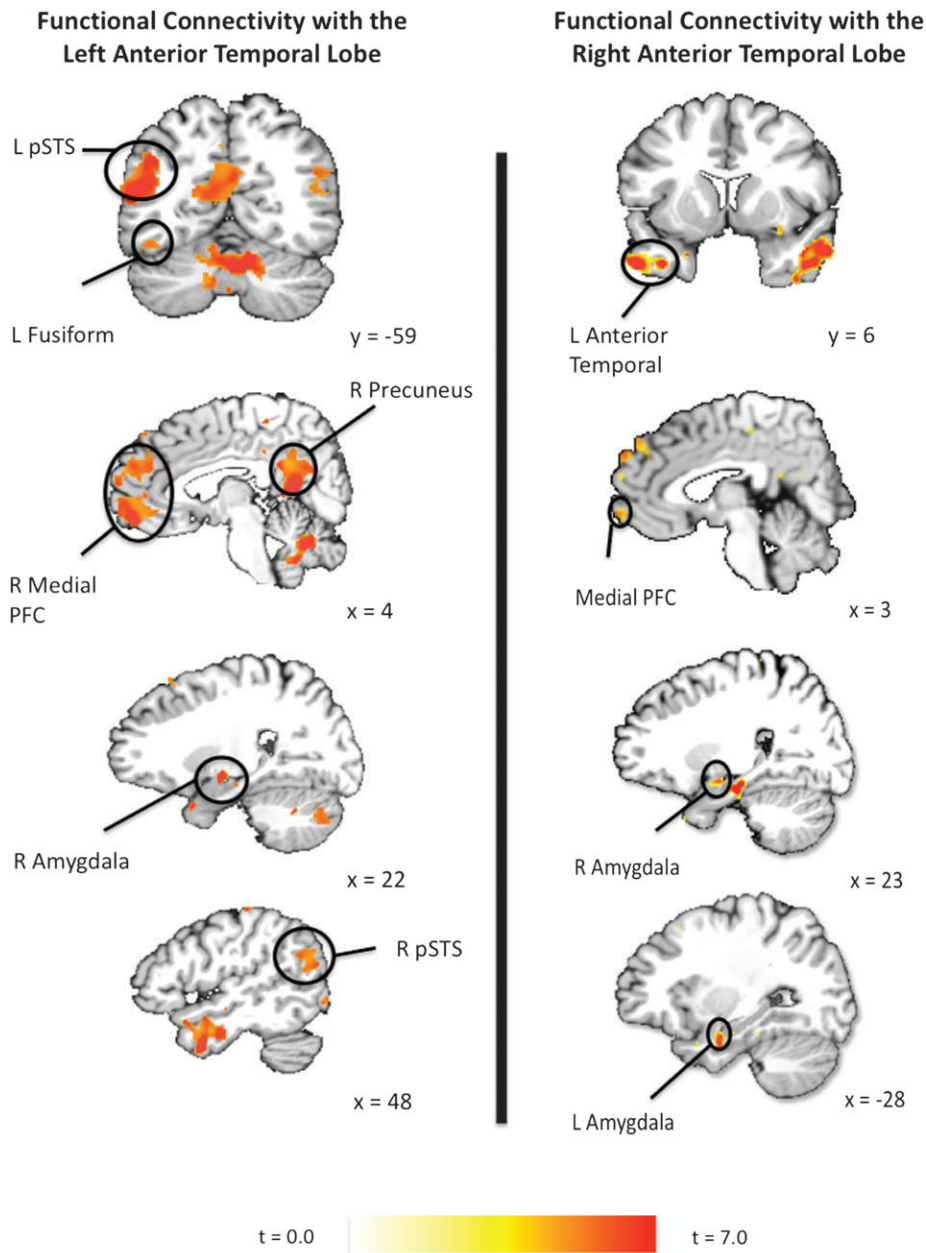 Functional Connectivity with the
Left Anterior Temporal Lobe
L pSTS
L Fusiform
y = -59
R Precuneus
R Medial
PFC
x = 4
R Amygdala
x = 22
R pSTS
x = 48
Functional Connectivity with the
Right Anterior Temporal Lobe
L Anterior
Temporal
y = 6
Medial PFC
x = 3
R Amygdala
x = 23
L Amygdala
x = -28
t = 0.0
t = 7.0